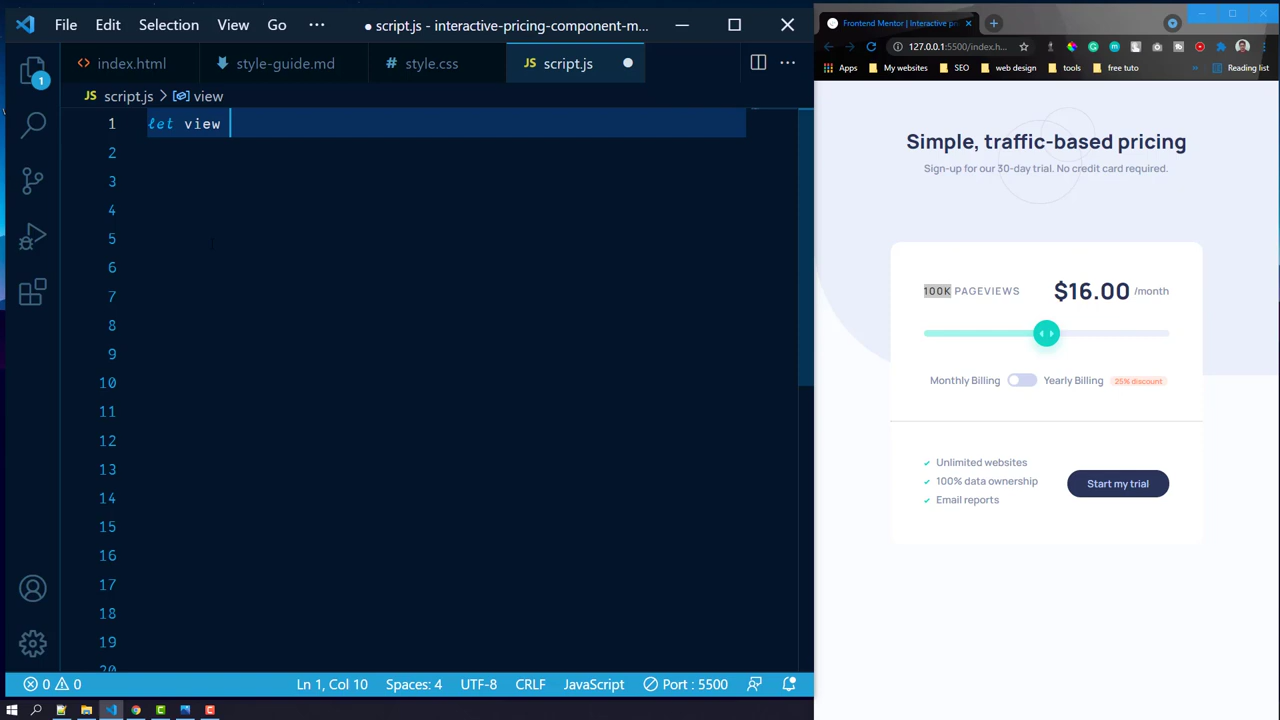 File Edit Selection View Go ··· ● script.js - interactive-pricing-component-m...
index.html style-guide.md style.css JS script.js ●
JS script.js > view
1 let view
2
3
4
5
6
7
8
9
10
11
12
13
14
15
16
17
18
19
20
1
0 0 Ln 1, Col 10 Spaces: 4 UTF-8 CRLF JavaScript Port : 5500
Frontend Mentor | Interactive pr
127.0.0.1:5500/index.h...
Apps My websites SEO web design tools free tuto » Reading list
Simple, traffic-based pricing
Sign-up for our 30-day trial. No credit card required.
100K PAGEVIEWS $16.00 /month
Monthly Billing Yearly Billing 25% discount
Unlimited websites
100% data ownership
Email reports
Start my trial